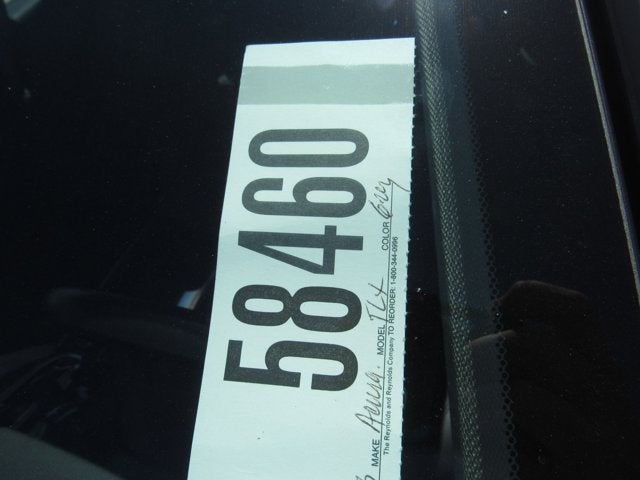 58460
MAKE Acura MODEL TLX COLOR Grey
The Reynolds and Reynolds Company TO REORDER: 1-800-344-0996